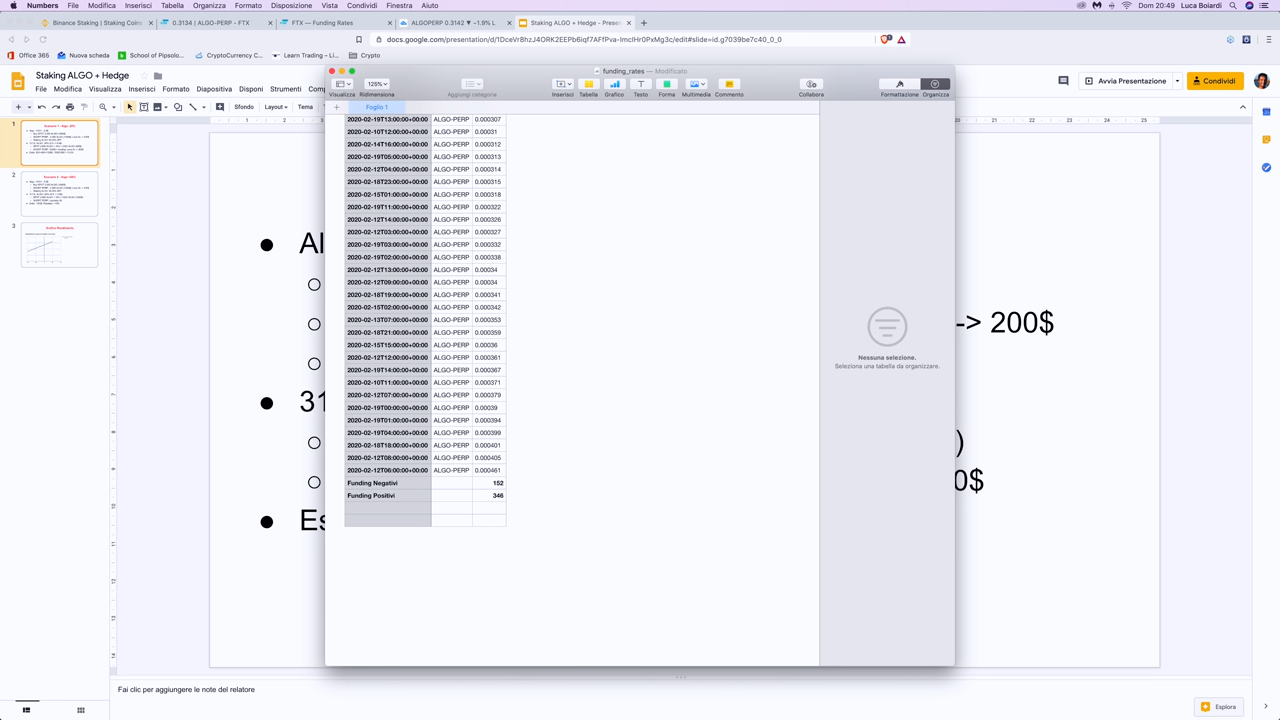 Numbers File Modifica Inserisci Tabella Organizza Formato Disposizione Vista Condividi Finestra Aiuto
Dom 20:49 Luca Boiardi
Binance Staking | Staking Coins
0.3134 | ALGO-PERP - FTX
FTX — Funding Rates
ALGOPERP 0.3142 ▼ −1.9% L
Staking ALGO + Hedge - Presen
docs.google.com/presentation/d/1DceVr8hzJ4ORK2EEPb6iqf7AFfPva-ImclHr0PxMg3c/edit#slide=id.g7039be7c40_0_0
Office 365
Nuova scheda
School of Pipsolo...
CryptoCurrency C...
Learn Trading – Li...
Crypto
Staking ALGO + Hedge
File Modifica Visualizza Inserisci Formato Diapositiva Disponi Strumenti
Avvia Presentazione
Condividi
Sfondo Layout Tema
funding_rates — Modificato
125%
Visualizza Ridimensiona Aggiungi categorie Inserisci Tabella Grafico Testo Forma Multimedia Commento Collabora Formattazione Organizza
Foglio 1
2020-02-19T13:00:00+00:00 ALGO-PERP 0.000307
2020-02-10T12:00:00+00:00 ALGO-PERP 0.00031
2020-02-14T16:00:00+00:00 ALGO-PERP 0.000312
2020-02-19T05:00:00+00:00 ALGO-PERP 0.000313
2020-02-12T04:00:00+00:00 ALGO-PERP 0.000314
2020-02-18T23:00:00+00:00 ALGO-PERP 0.000315
2020-02-15T01:00:00+00:00 ALGO-PERP 0.000318
2020-02-19T11:00:00+00:00 ALGO-PERP 0.000322
2020-02-12T14:00:00+00:00 ALGO-PERP 0.000326
2020-02-12T03:00:00+00:00 ALGO-PERP 0.000327
2020-02-19T03:00:00+00:00 ALGO-PERP 0.000332
2020-02-19T02:00:00+00:00 ALGO-PERP 0.000338
2020-02-12T13:00:00+00:00 ALGO-PERP 0.00034
2020-02-12T09:00:00+00:00 ALGO-PERP 0.00034
2020-02-18T19:00:00+00:00 ALGO-PERP 0.000341
2020-02-15T02:00:00+00:00 ALGO-PERP 0.000342
2020-02-13T07:00:00+00:00 ALGO-PERP 0.000353
2020-02-18T21:00:00+00:00 ALGO-PERP 0.000359
2020-02-15T15:00:00+00:00 ALGO-PERP 0.00036
2020-02-12T12:00:00+00:00 ALGO-PERP 0.000361
2020-02-19T14:00:00+00:00 ALGO-PERP 0.000367
2020-02-10T11:00:00+00:00 ALGO-PERP 0.000371
2020-02-12T07:00:00+00:00 ALGO-PERP 0.000379
2020-02-19T00:00:00+00:00 ALGO-PERP 0.00039
2020-02-19T01:00:00+00:00 ALGO-PERP 0.000394
2020-02-19T04:00:00+00:00 ALGO-PERP 0.000399
2020-02-18T18:00:00+00:00 ALGO-PERP 0.000401
2020-02-12T08:00:00+00:00 ALGO-PERP 0.000405
2020-02-12T06:00:00+00:00 ALGO-PERP 0.000461
Funding Negativi 152
Funding Positivi 346
Nessuna selezione.
Seleziona una tabella da organizzare.
Al
-> 200$
31
)
0$
Es
1
2
3
Grafico Rendimento
Fai clic per aggiungere le note del relatore
Esplora